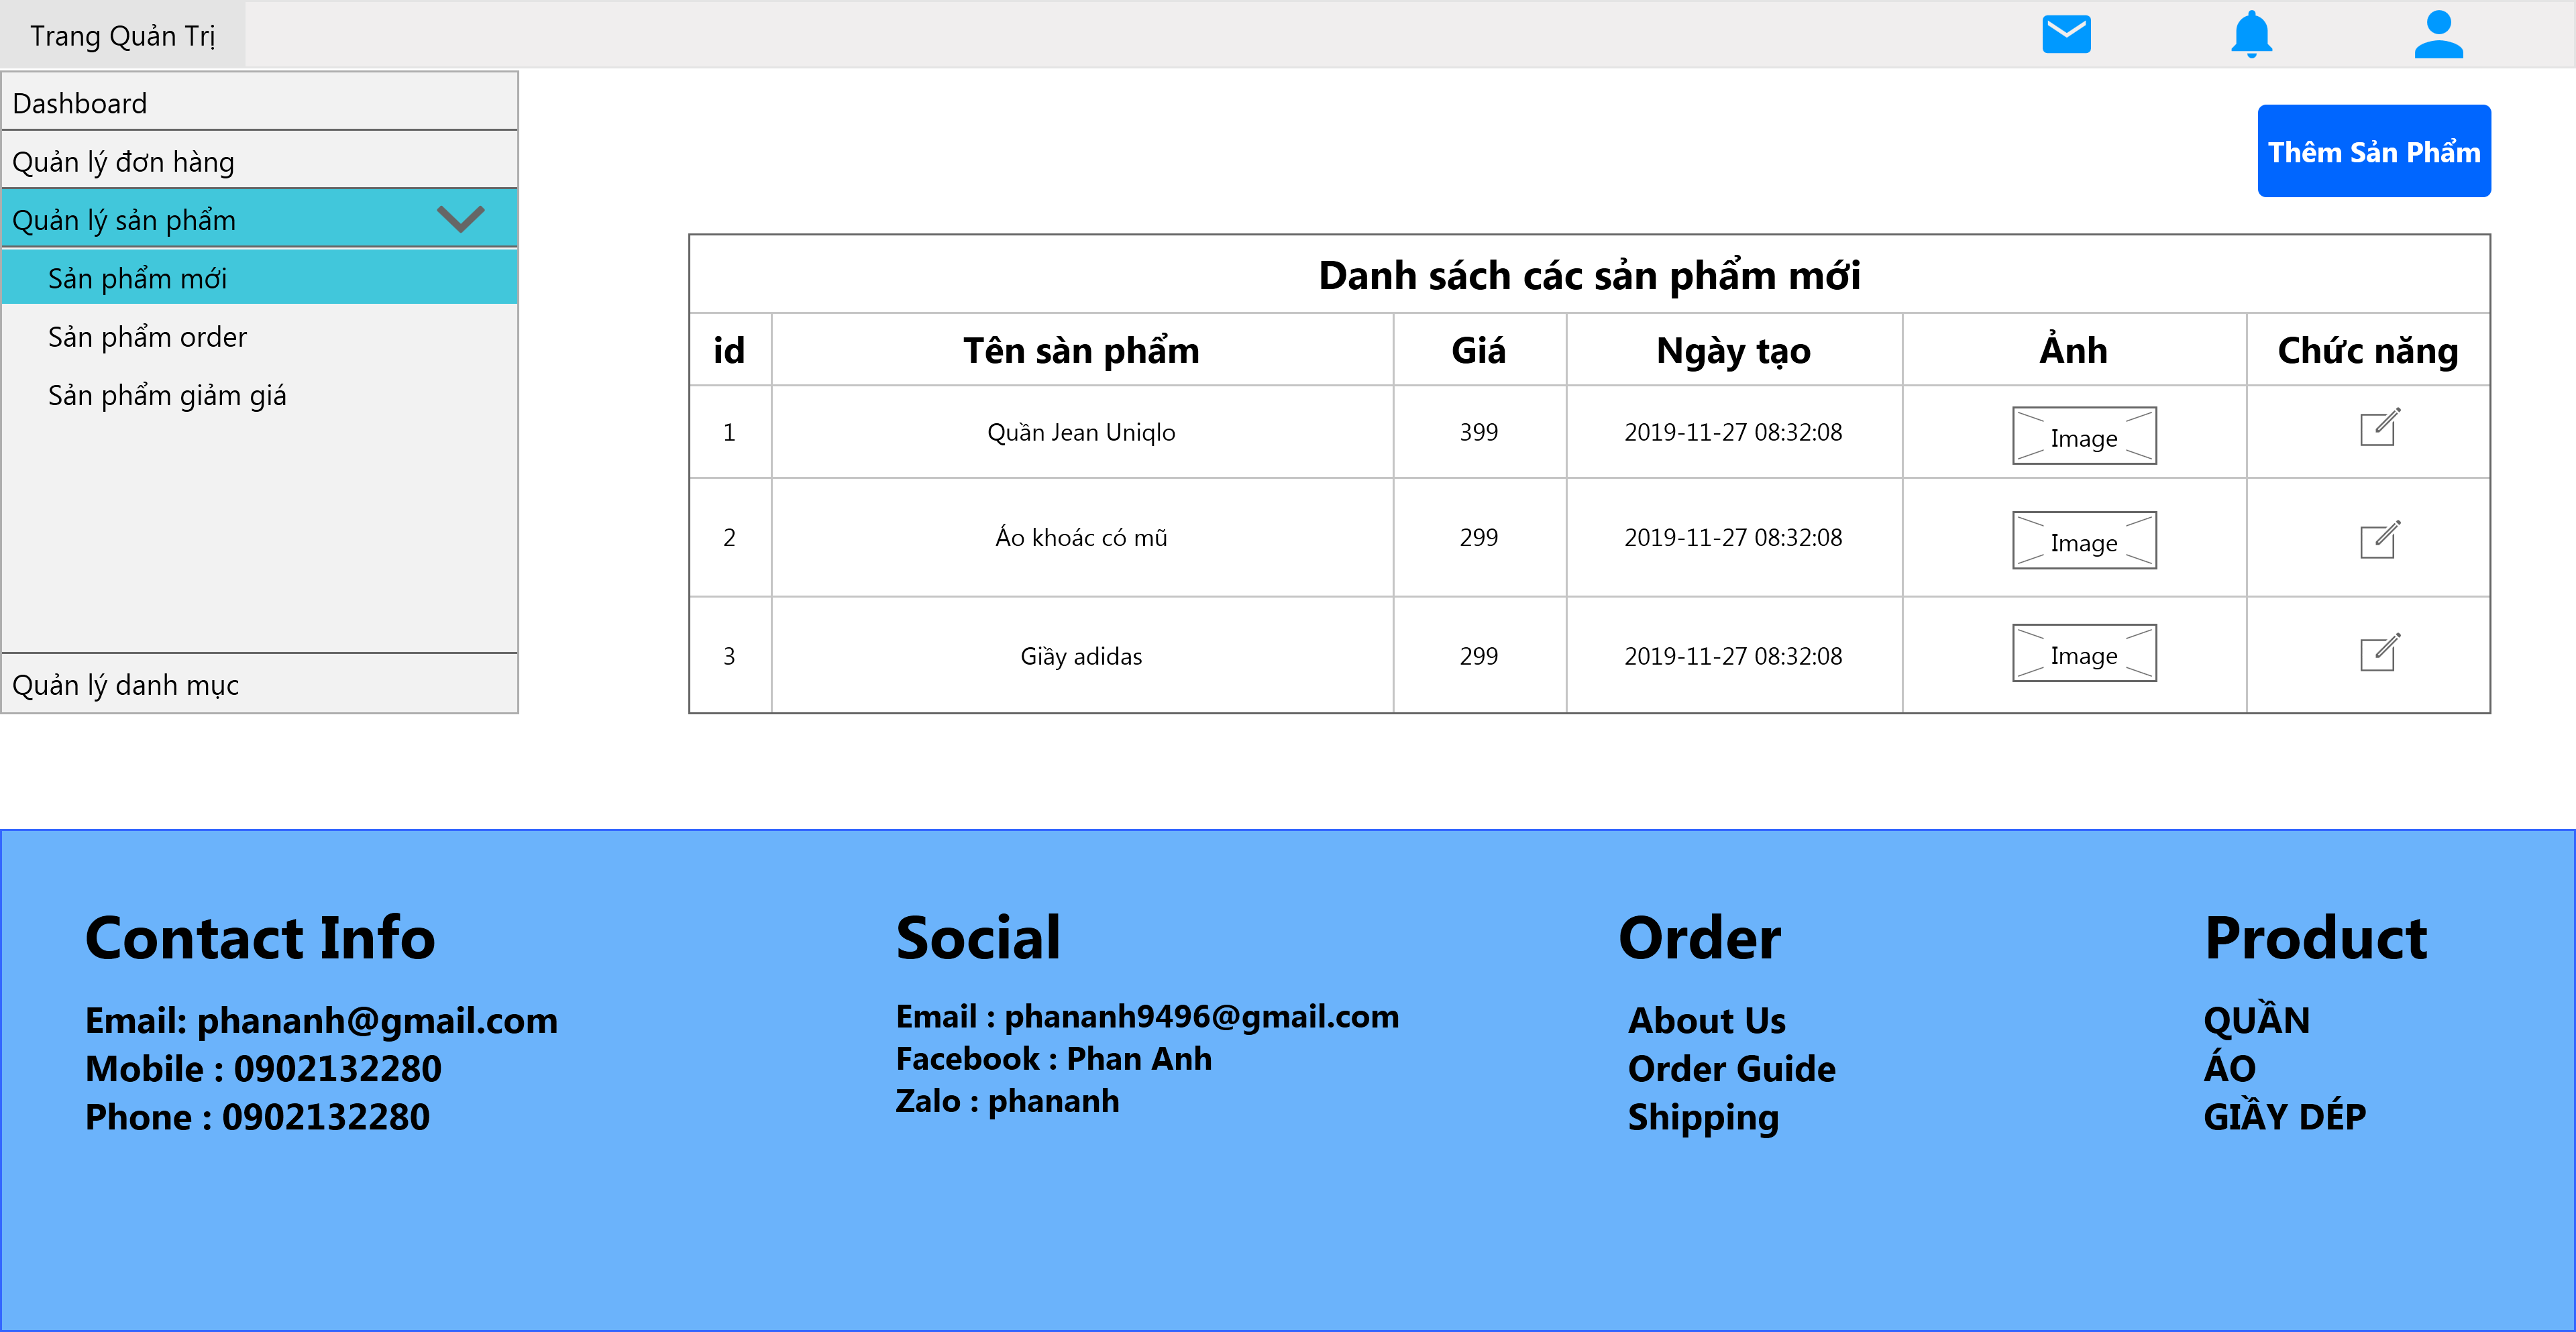 Trang Quản Trị
Dashboard
Quản lý đơn hàng
Quản lý sản phẩm
Sản phẩm mới
Sản phẩm order
Sản phẩm giảm giá
Quản lý danh mục
Thêm Sản Phẩm
Danh sách các sản phẩm mới
id Tên sàn phẩm Giá Ngày tạo Ảnh Chức năng
1 Quần Jean Uniqlo 399 2019-11-27 08:32:08 Image
2 Áo khoác có mũ 299 2019-11-27 08:32:08 Image
3 Giầy adidas 299 2019-11-27 08:32:08 Image
Contact Info
Email: phananh@gmail.com
Mobile : 0902132280
Phone : 0902132280
Social
Email : phananh9496@gmail.com
Facebook : Phan Anh
Zalo : phananh
Order
About Us
Order Guide
Shipping
Product
QUẦN
ÁO
GIẦY DÉP